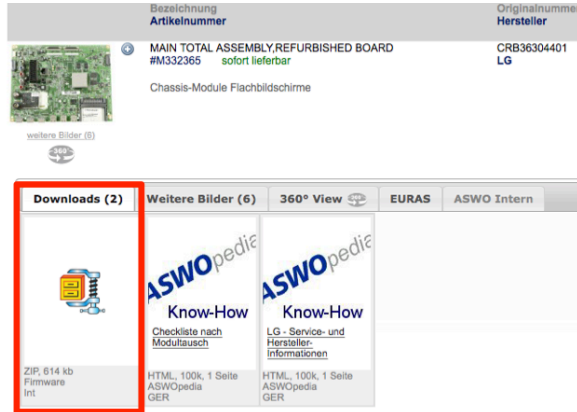 Bezeichnung Originalnumme
Artikelnummer Hersteller
MAIN TOTAL ASSEMBLY,REFURBISHED BOARD CRB36304401
#M332365 sofort lieferbar LG
Chassis-Module Flachbildschirme
weitere Bilder (6)
360°
Downloads (2) Weitere Bilder (6) 360° View EURAS ASWO Intern
ASWOpedia
Know-How
Checkliste nach
Modultausch
ASWOpedia
Know-How
LG - Service- und
Hersteller-
Informationen
ZIP, 614 kb
Firmware
Int
HTML, 100k, 1 Seite
ASWOpedia
GER
HTML, 100k, 1 Seite
ASWOpedia
GER